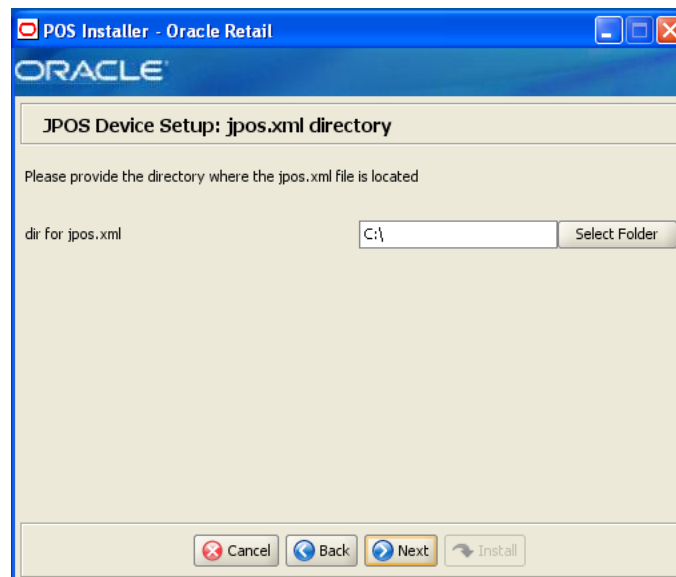 POS Installer - Oracle Retail
ORACLE
JPOS Device Setup: jpos.xml directory
Please provide the directory where the jpos.xml file is located
dir for jpos.xml C:\ Select Folder
Cancel Back Next Install